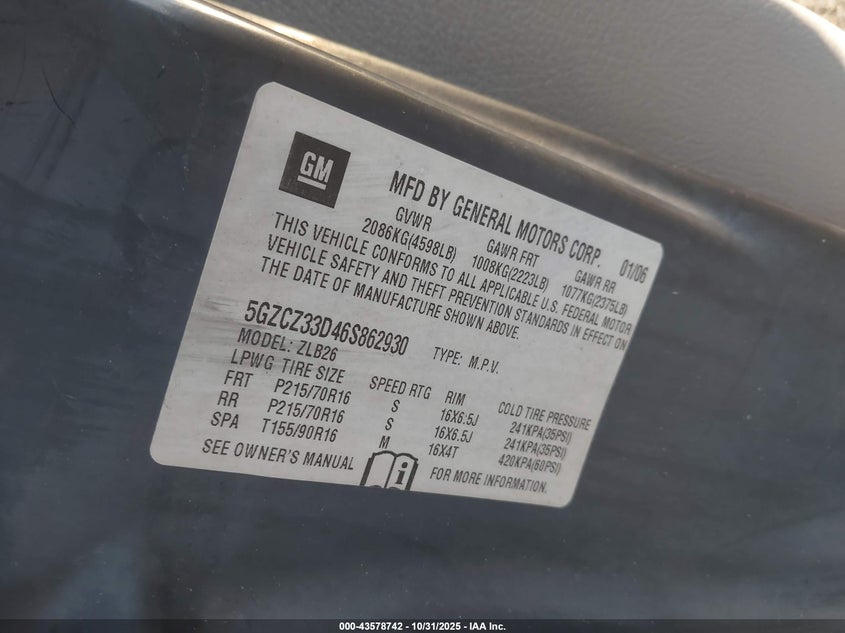 GM
MFD BY GENERAL MOTORS CORP. 01/06
GVWR GAWR FRT GAWR RR
2086KG(4598LB) 1008KG(2223LB) 1077KG(2375LB)
THIS VEHICLE CONFORMS TO ALL APPLICABLE U.S. FEDERAL MOTOR
VEHICLE SAFETY AND THEFT PREVENTION STANDARDS IN EFFECT ON
THE DATE OF MANUFACTURE SHOWN ABOVE.
5GZCZ33D46S862930 TYPE: M.P.V.
MODEL: ZLB26
LPWG TIRE SIZE SPEED RTG RIM COLD TIRE PRESSURE
FRT P215/70R16 S 16X6.5J 241KPA(35PSI)
RR P215/70R16 S 16X6.5J 241KPA(35PSI)
SPA T155/90R16 M 16X4T 420KPA(60PSI)
SEE OWNER'S MANUAL i FOR MORE INFORMATION.
000-43578742 / 10/31/2025 - IAA Inc.